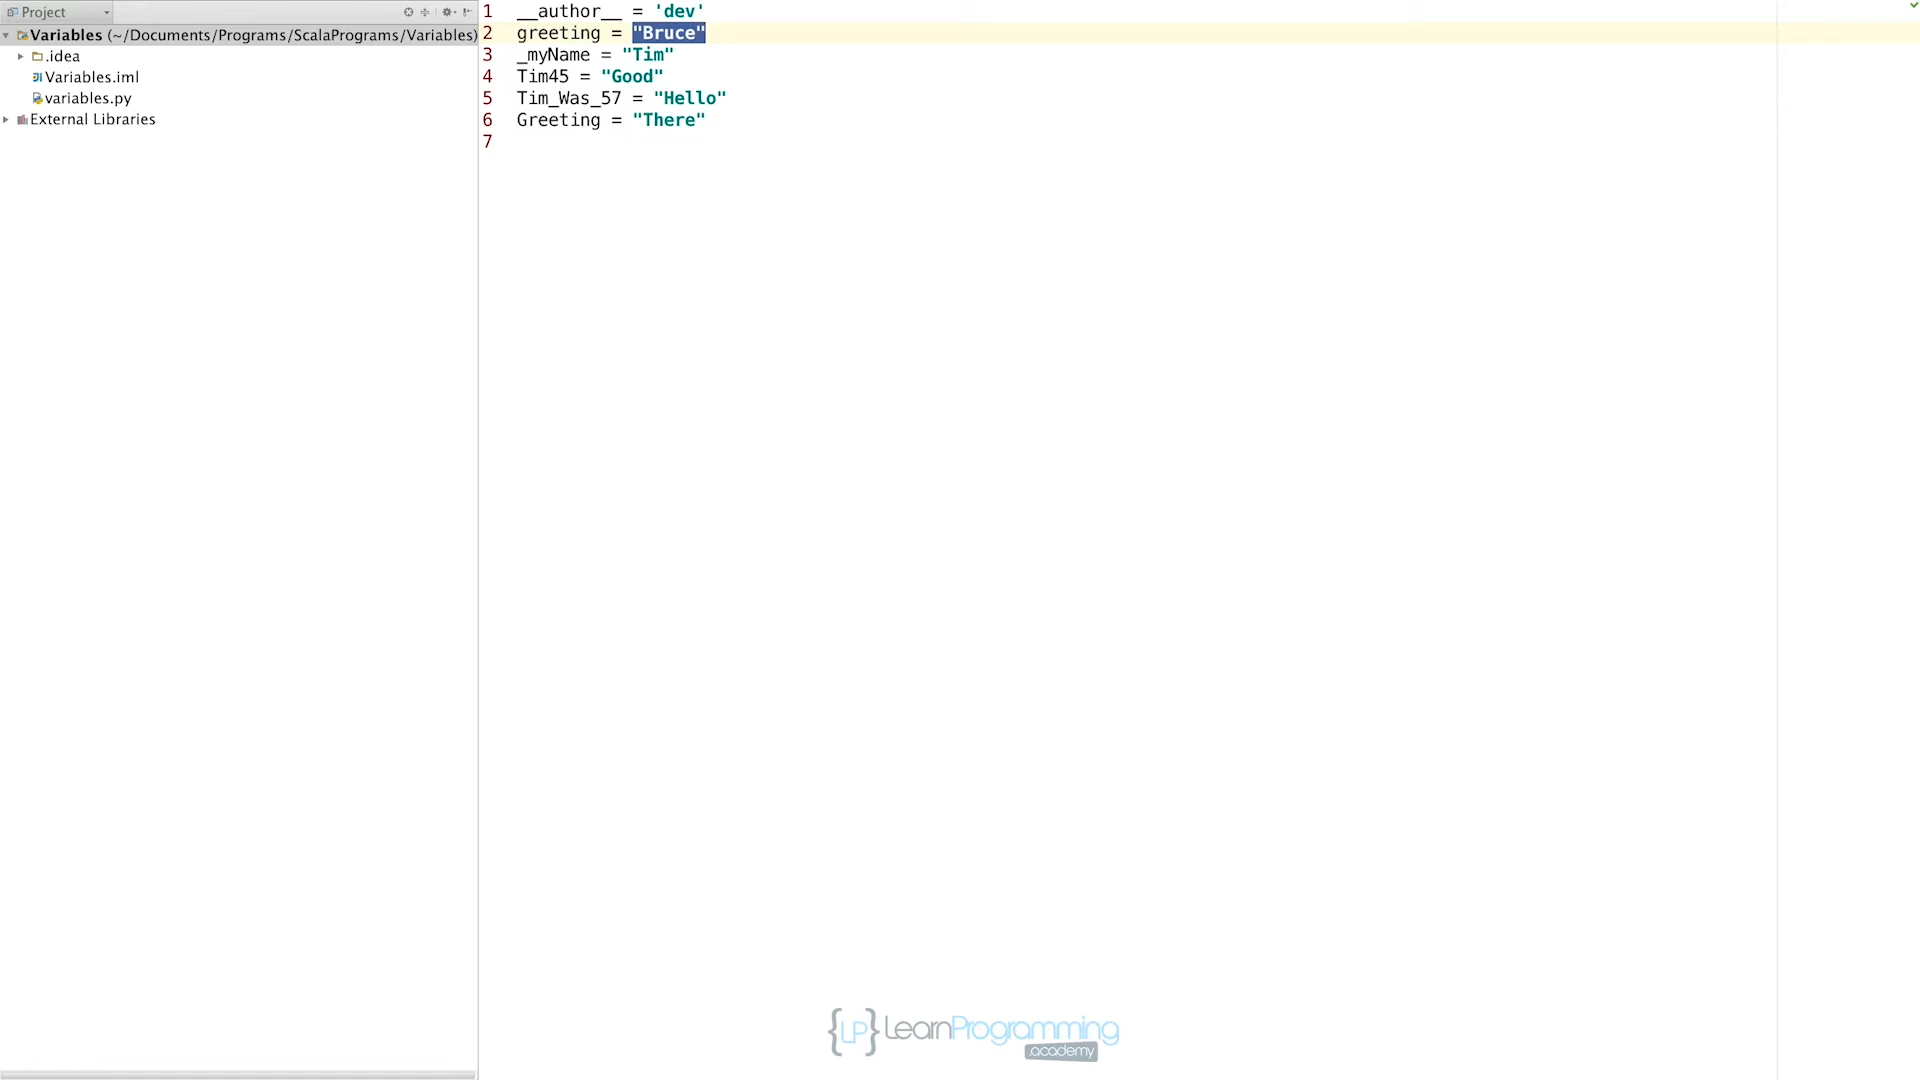 Project
Variables (~/Documents/Programs/ScalaPrograms/Variables)
.idea
Variables.iml
variables.py
External Libraries
1 __author__ = 'dev'
2 greeting = "Bruce"
3 _myName = "Tim"
4 Tim45 = "Good"
5 Tim_Was_57 = "Hello"
6 Greeting = "There"
7
{LP} LearnProgramming
.academy